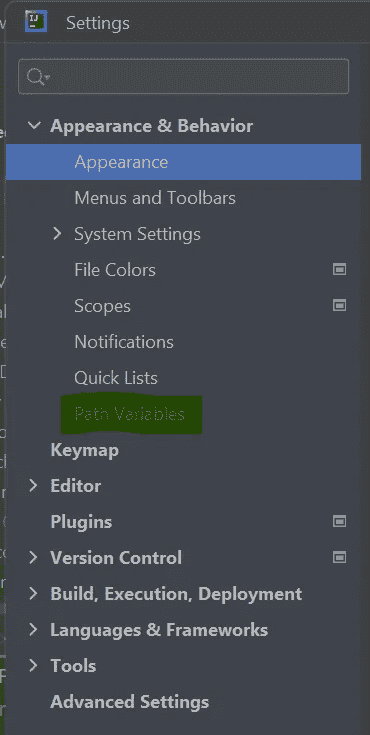 Settings
Appearance & Behavior
Appearance
Menus and Toolbars
System Settings
File Colors
Scopes
Notifications
Quick Lists
Path Variables
Keymap
Editor
Plugins
Version Control
Build, Execution, Deployment
Languages & Frameworks
Tools
Advanced Settings